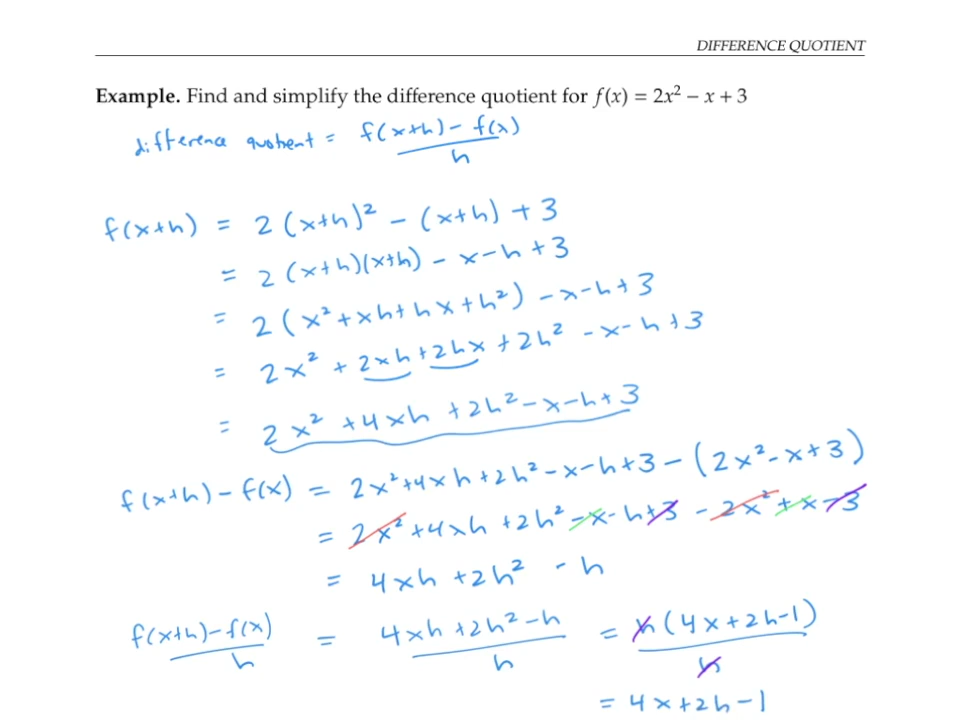 DIFFERENCE QUOTIENT
Example. Find and simplify the difference quotient for f(x) = 2x² − x + 3
difference quotient = (f(x+h) − f(x))/h
f(x+h) = 2(x+h)² − (x+h) + 3
= 2(x+h)(x+h) − x−h+3
= 2(x²+xh+hx+h²) −x−h+3
= 2x² + 2xh+2hx+2h² −x−h+3
= 2x² +4xh +2h²−x−h+3
f(x+h)−f(x) = 2x²+4xh+2h²−x−h+3 −(2x²−x+3)
= 2x²+4xh +2h²−x−h+3 −2x²+x−3
= 4xh +2h² −h
(f(x+h)−f(x))/h = (4xh+2h²−h)/h = h(4x+2h−1)/h
= 4x+2h−1